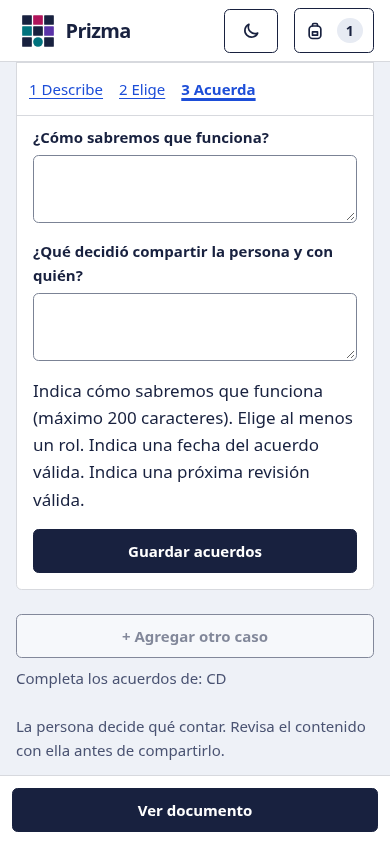 Prizma
1
1 Describe 2 Elige 3 Acuerda
¿Cómo sabremos que funciona?
¿Qué decidió compartir la persona y con
quién?
Indica cómo sabremos que funciona
(máximo 200 caracteres). Elige al menos
un rol. Indica una fecha del acuerdo
válida. Indica una próxima revisión
válida.
Guardar acuerdos
+ Agregar otro caso
Completa los acuerdos de: CD
La persona decide qué contar. Revisa el contenido
con ella antes de compartirlo.
Ver documento